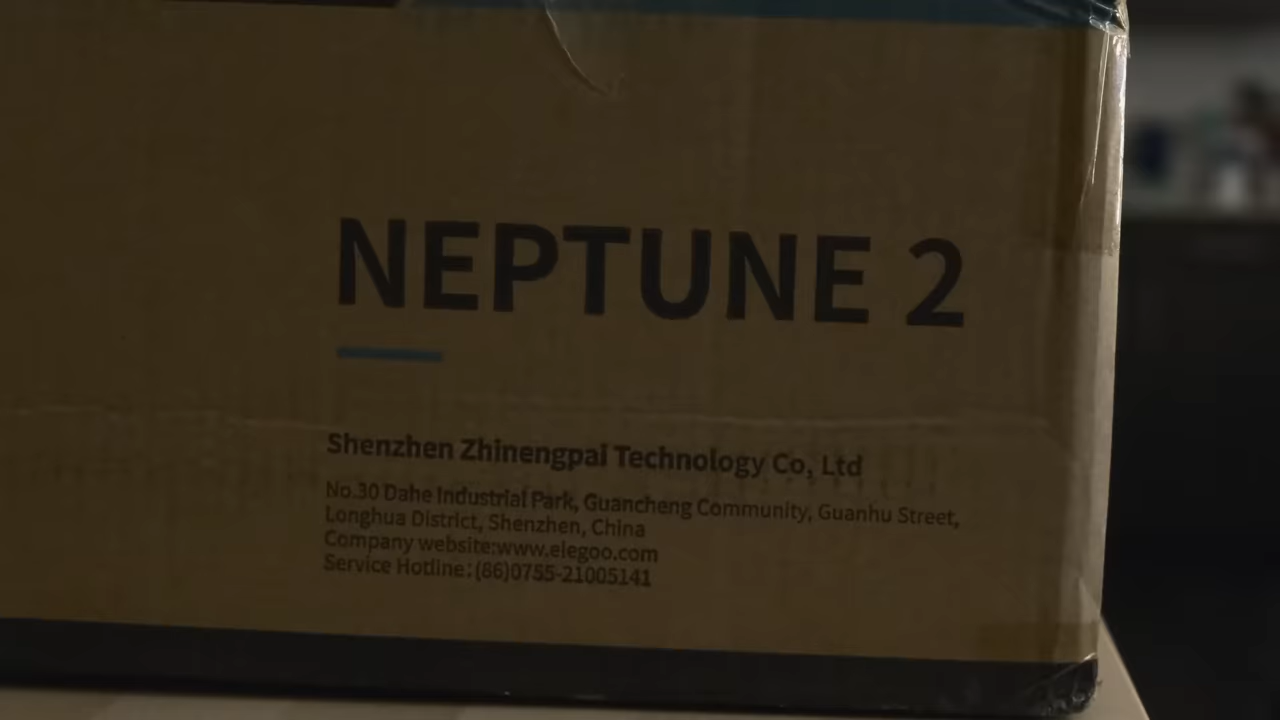 NEPTUNE 2
Shenzhen Zhinengpai Technology Co, Ltd
No.30 Dahe Industrial Park, Guancheng Community, Guanhu Street,
Longhua District, Shenzhen, China
Company website:www.elegoo.com
Service Hotline:(86)0755-21005141